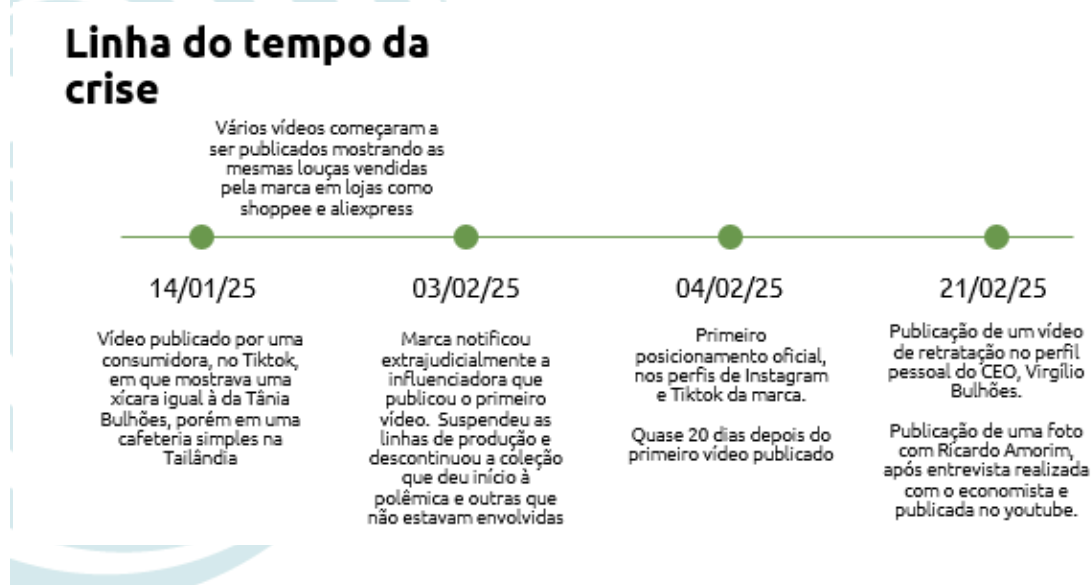 Linha do tempo da
crise
Vários vídeos começaram a
ser publicados mostrando as
mesmas louças vendidas
pela marca em lojas como
shoppee e aliexpress
14/01/25
Vídeo publicado por uma
consumidora, no Tiktok,
em que mostrava uma
xícara igual à da Tânia
Bulhões, porém em uma
cafeteria simples na
Tailândia
03/02/25
Marca notificou
extrajudicialmente a
influenciadora que
publicou o primeiro
vídeo. Suspendeu as
linhas de produção e
descontinuou a coleção
que deu início à
polêmica e outras que
não estavam envolvidas
04/02/25
Primeiro
posicionamento oficial,
nos perfis de Instagram
e Tiktok da marca.
Quase 20 dias depois do
primeiro vídeo publicado
21/02/25
Publicação de um vídeo
de retratação no perfil
pessoal do CEO, Virgílio
Bulhões.
Publicação de uma foto
com Ricardo Amorim,
após entrevista realizada
com o economista e
publicada no youtube.